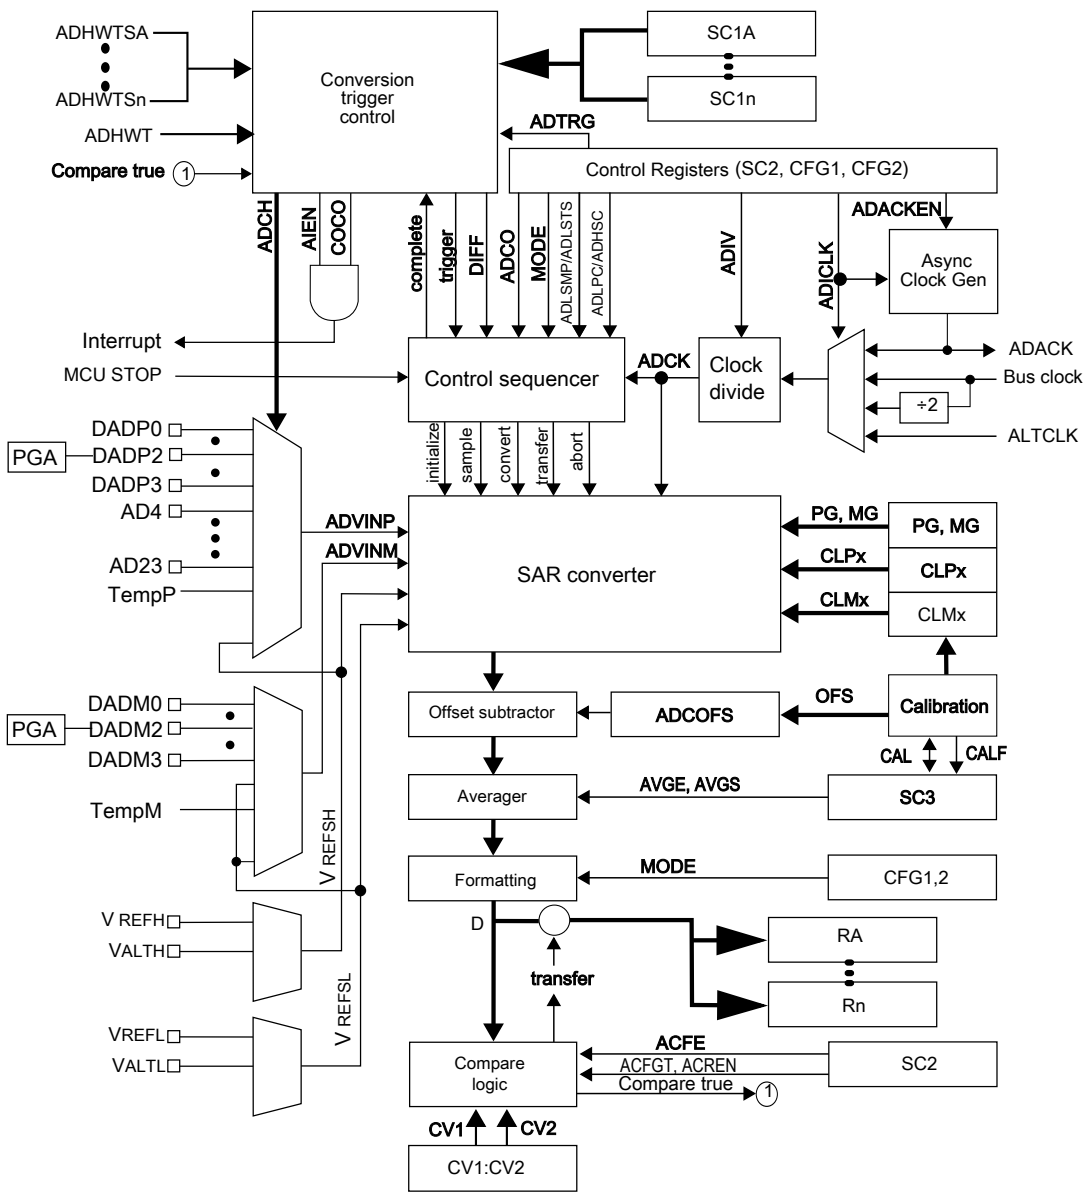 ADHWTSA
ADHWTSn
ADHWT
Compare true 1
Conversion
trigger
control
SC1A
SC1n
ADTRG
Control Registers (SC2, CFG1, CFG2)
ADCH
AIEN
COCO
complete
trigger
DIFF
ADCO
MODE
ADLSMP/ADLSTS
ADLPC/ADHSC
ADIV
ADICLK
ADACKEN
Async
Clock Gen
Interrupt
MCU STOP
Control sequencer
ADCK
Clock
divide
ADACK
Bus clock
÷2
ALTCLK
initialize
sample
convert
transfer
abort
DADP0
PGA
DADP2
DADP3
AD4
AD23
TempP
ADVINP
ADVINM
SAR converter
PG, MG
PG, MG
CLPx
CLPx
CLMx
CLMx
DADM0
PGA
DADM2
DADM3
TempM
Offset subtractor
ADCOFS
OFS
Calibration
CAL
CALF
Averager
AVGE, AVGS
SC3
Formatting
MODE
CFG1,2
V REFSH
V REFH
VALTH
V REFSL
VREFL
VALTL
D
transfer
RA
Rn
Compare
logic
ACFE
ACFGT, ACREN
Compare true
1
SC2
CV1
CV2
CV1:CV2